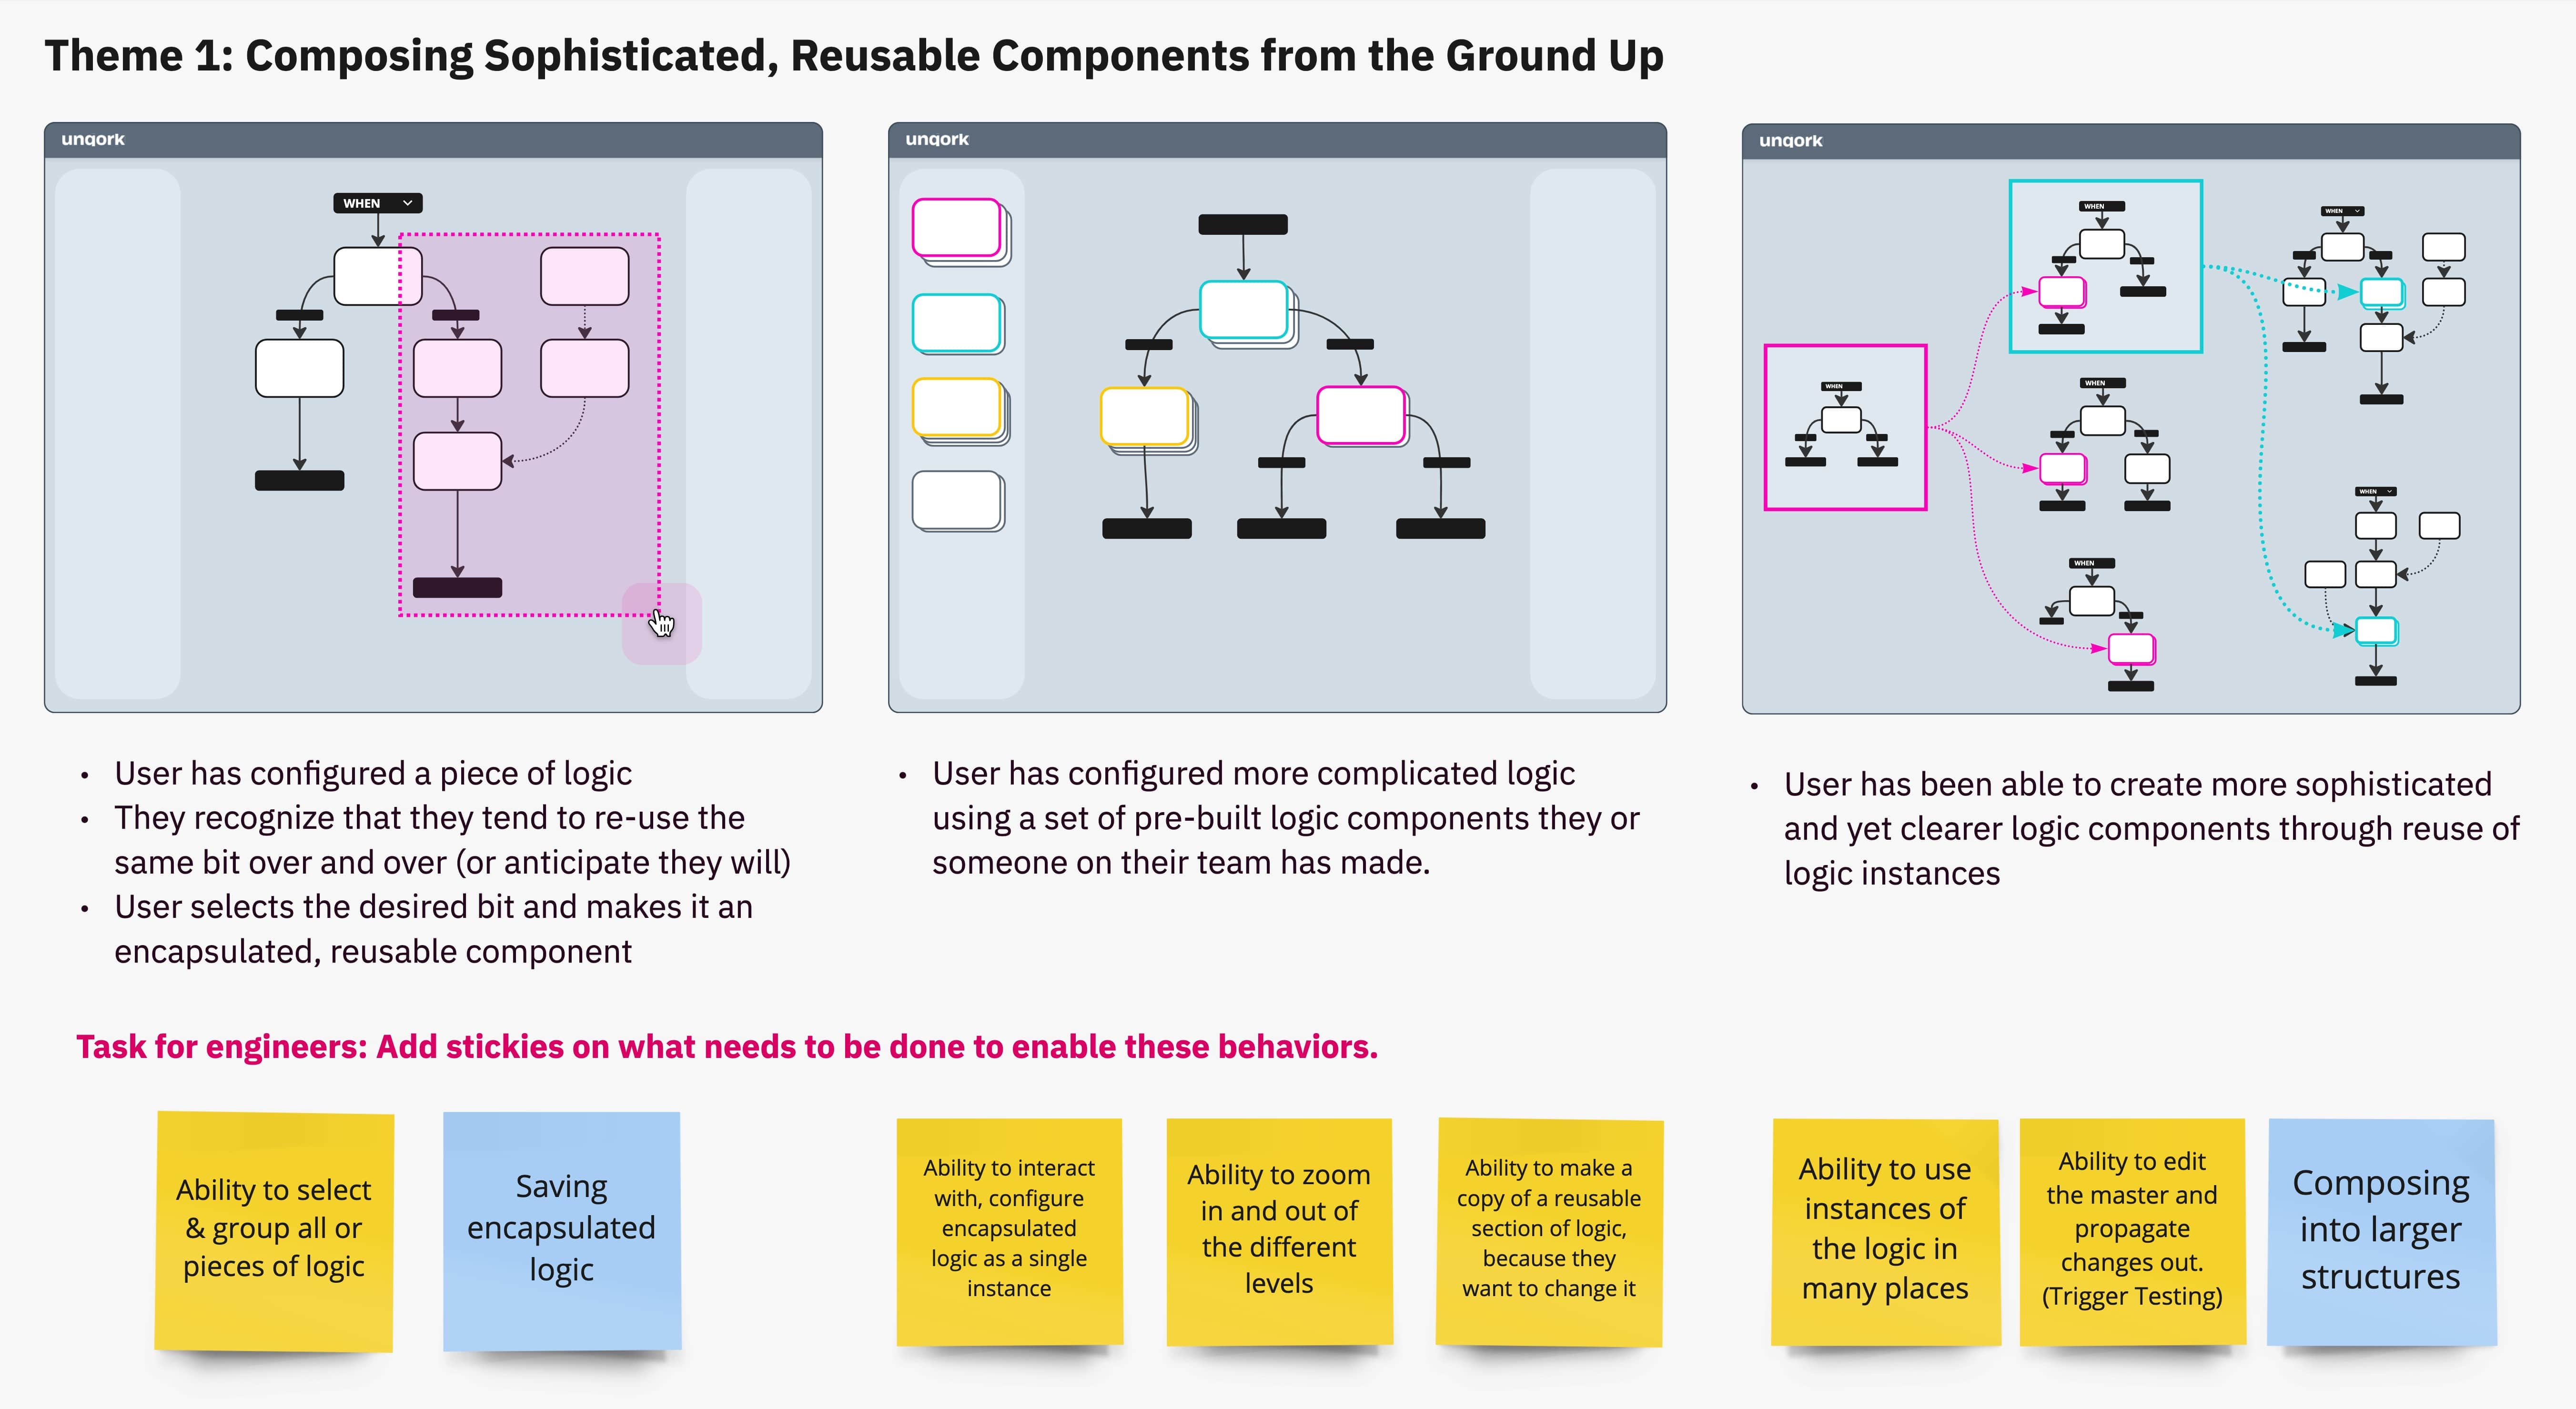 Theme 1: Composing Sophisticated, Reusable Components from the Ground Up
unqork
WHEN
unqork
unqork
WHEN
WHEN
WHEN
WHEN
WHEN
WHEN
• User has configured a piece of logic
• They recognize that they tend to re-use the
same bit over and over (or anticipate they will)
• User selects the desired bit and makes it an
encapsulated, reusable component
• User has configured more complicated logic
using a set of pre-built logic components they or
someone on their team has made.
• User has been able to create more sophisticated
and yet clearer logic components through reuse of
logic instances
Task for engineers: Add stickies on what needs to be done to enable these behaviors.
Ability to select
& group all or
pieces of logic
Saving
encapsulated
logic
Ability to interact
with, configure
encapsulated
logic as a single
instance
Ability to zoom
in and out of
the different
levels
Ability to make a
copy of a reusable
section of logic,
because they
want to change it
Ability to use
instances of
the logic in
many places
Ability to edit
the master and
propagate
changes out.
(Trigger Testing)
Composing
into larger
structures